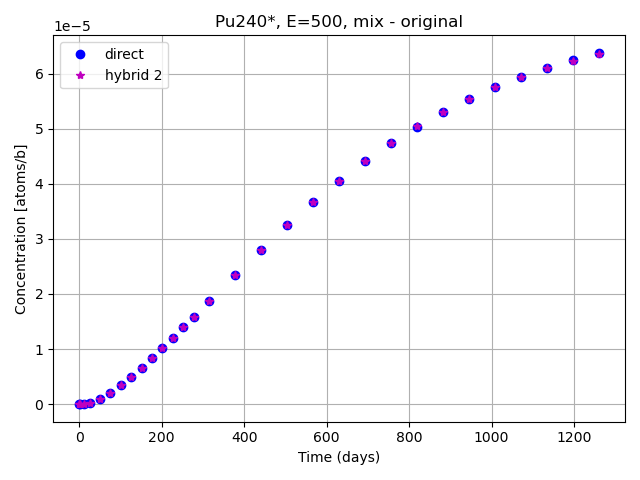 Pu240*, E=500, mix - original
1e−5
direct
hybrid 2
6
5
4
3
2
1
0
Concentration [atoms/b]
0 200 400 600 800 1000 1200
Time (days)